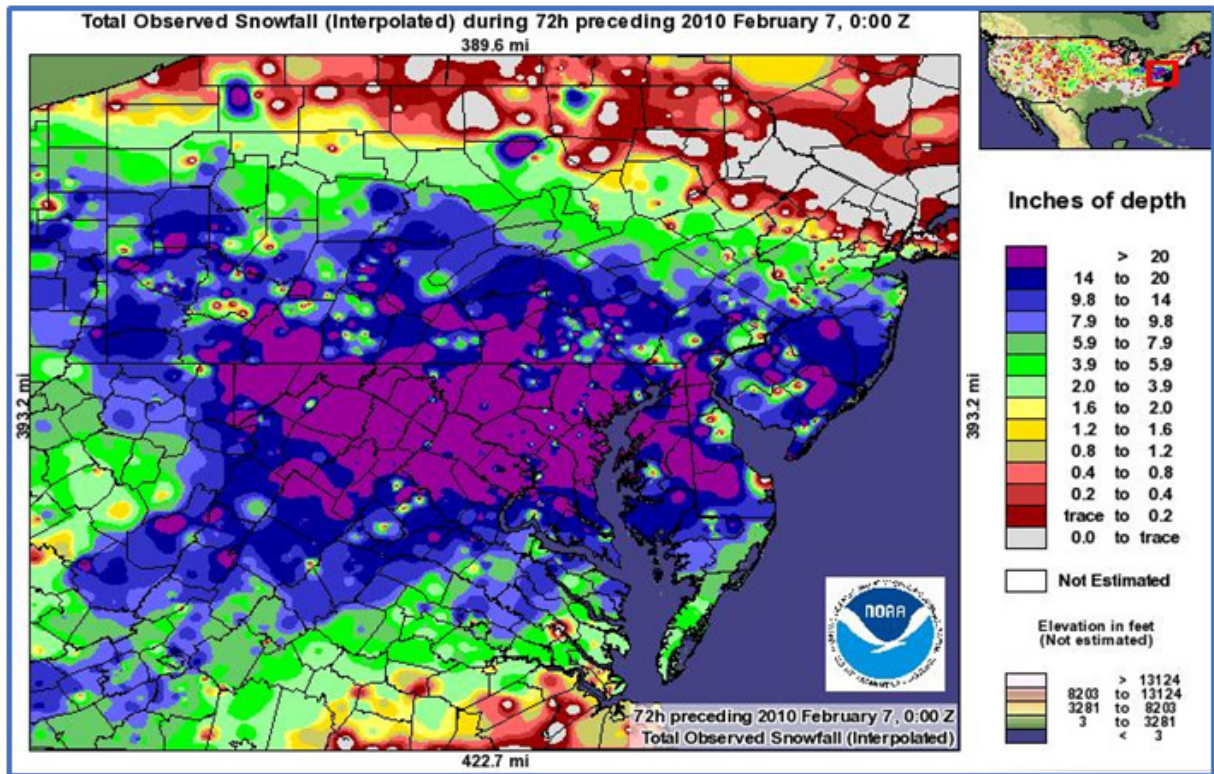 Total Observed Snowfall (Interpolated) during 72h preceding 2010 February 7, 0:00 Z
389.6 mi
393.2 mi
393.2 mi
422.7 mi
NOAA
72h preceding 2010 February 7, 0:00 Z
Total Observed Snowfall (Interpolated)
Inches of depth
> 20
14 to 20
9.8 to 14
7.9 to 9.8
5.9 to 7.9
3.9 to 5.9
2.0 to 3.9
1.6 to 2.0
1.2 to 1.6
0.8 to 1.2
0.4 to 0.8
0.2 to 0.4
trace to 0.2
0.0 to trace
Not Estimated
Elevation in feet
(Not estimated)
> 13124
8203 to 13124
3281 to 8203
3 to 3281
< 3